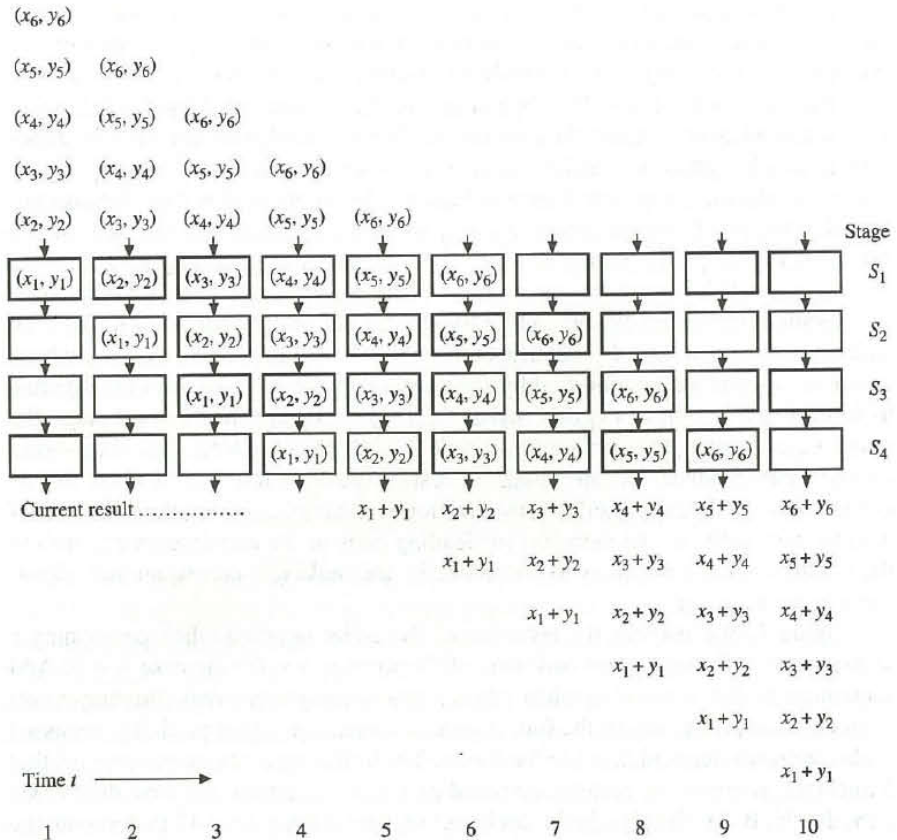 (x6, y6)
(x5, y5) (x6, y6)
(x4, y4) (x5, y5) (x6, y6)
(x3, y3) (x4, y4) (x5, y5) (x6, y6)
(x2, y2) (x3, y3) (x4, y4) (x5, y5) (x6, y6)
Stage
(x1, y1) (x2, y2) (x3, y3) (x4, y4) (x5, y5) (x6, y6) S1
(x1, y1) (x2, y2) (x3, y3) (x4, y4) (x5, y5) (x6, y6) S2
(x1, y1) (x2, y2) (x3, y3) (x4, y4) (x5, y5) (x6, y6) S3
(x1, y1) (x2, y2) (x3, y3) (x4, y4) (x5, y5) (x6, y6) S4
Current result ............ x1 + y1 x2 + y2 x3 + y3 x4 + y4 x5 + y5 x6 + y6
x1 + y1 x2 + y2 x3 + y3 x4 + y4 x5 + y5
x1 + y1 x2 + y2 x3 + y3 x4 + y4
x1 + y1 x2 + y2 x3 + y3
x1 + y1 x2 + y2
Time t x1 + y1
1 2 3 4 5 6 7 8 9 10